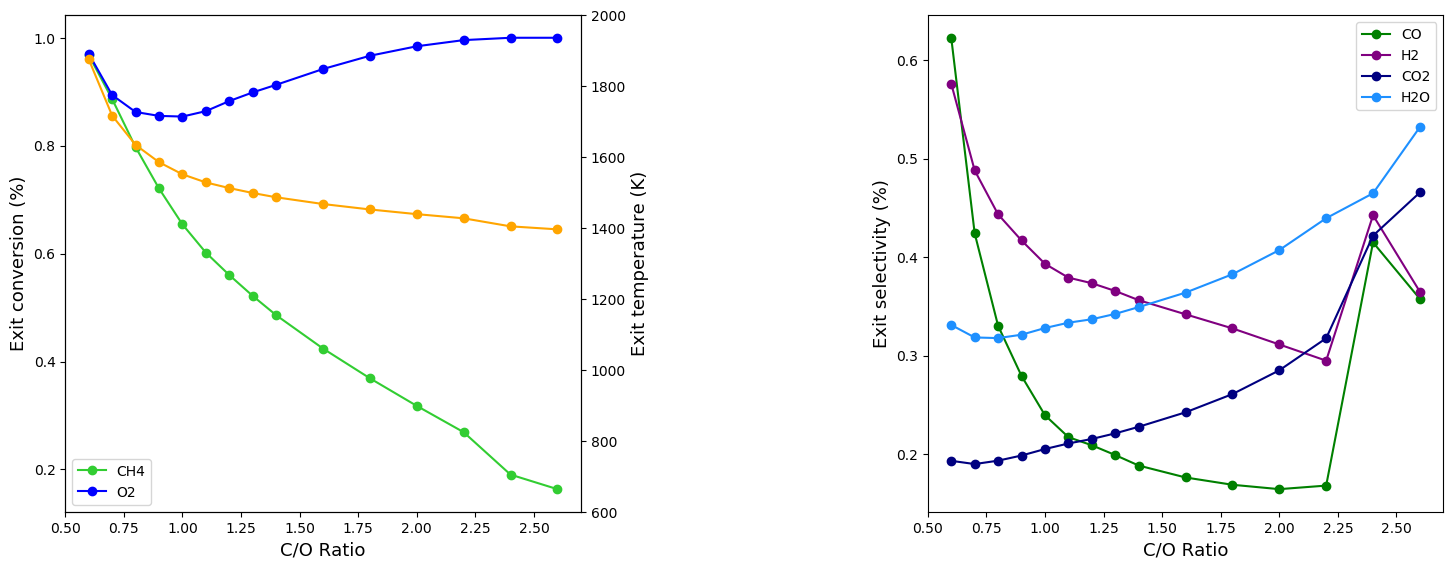 1.0
0.8
0.6
0.4
0.2
Exit conversion (%)
0.50 0.75 1.00 1.25 1.50 1.75 2.00 2.25 2.50
C/O Ratio
CH4
O2
2000
1800
1600
1400
1200
1000
800
600
Exit temperature (K)
0.6
0.5
0.4
0.3
0.2
Exit selectivity (%)
0.50 0.75 1.00 1.25 1.50 1.75 2.00 2.25 2.50
C/O Ratio
CO
H2
CO2
H2O